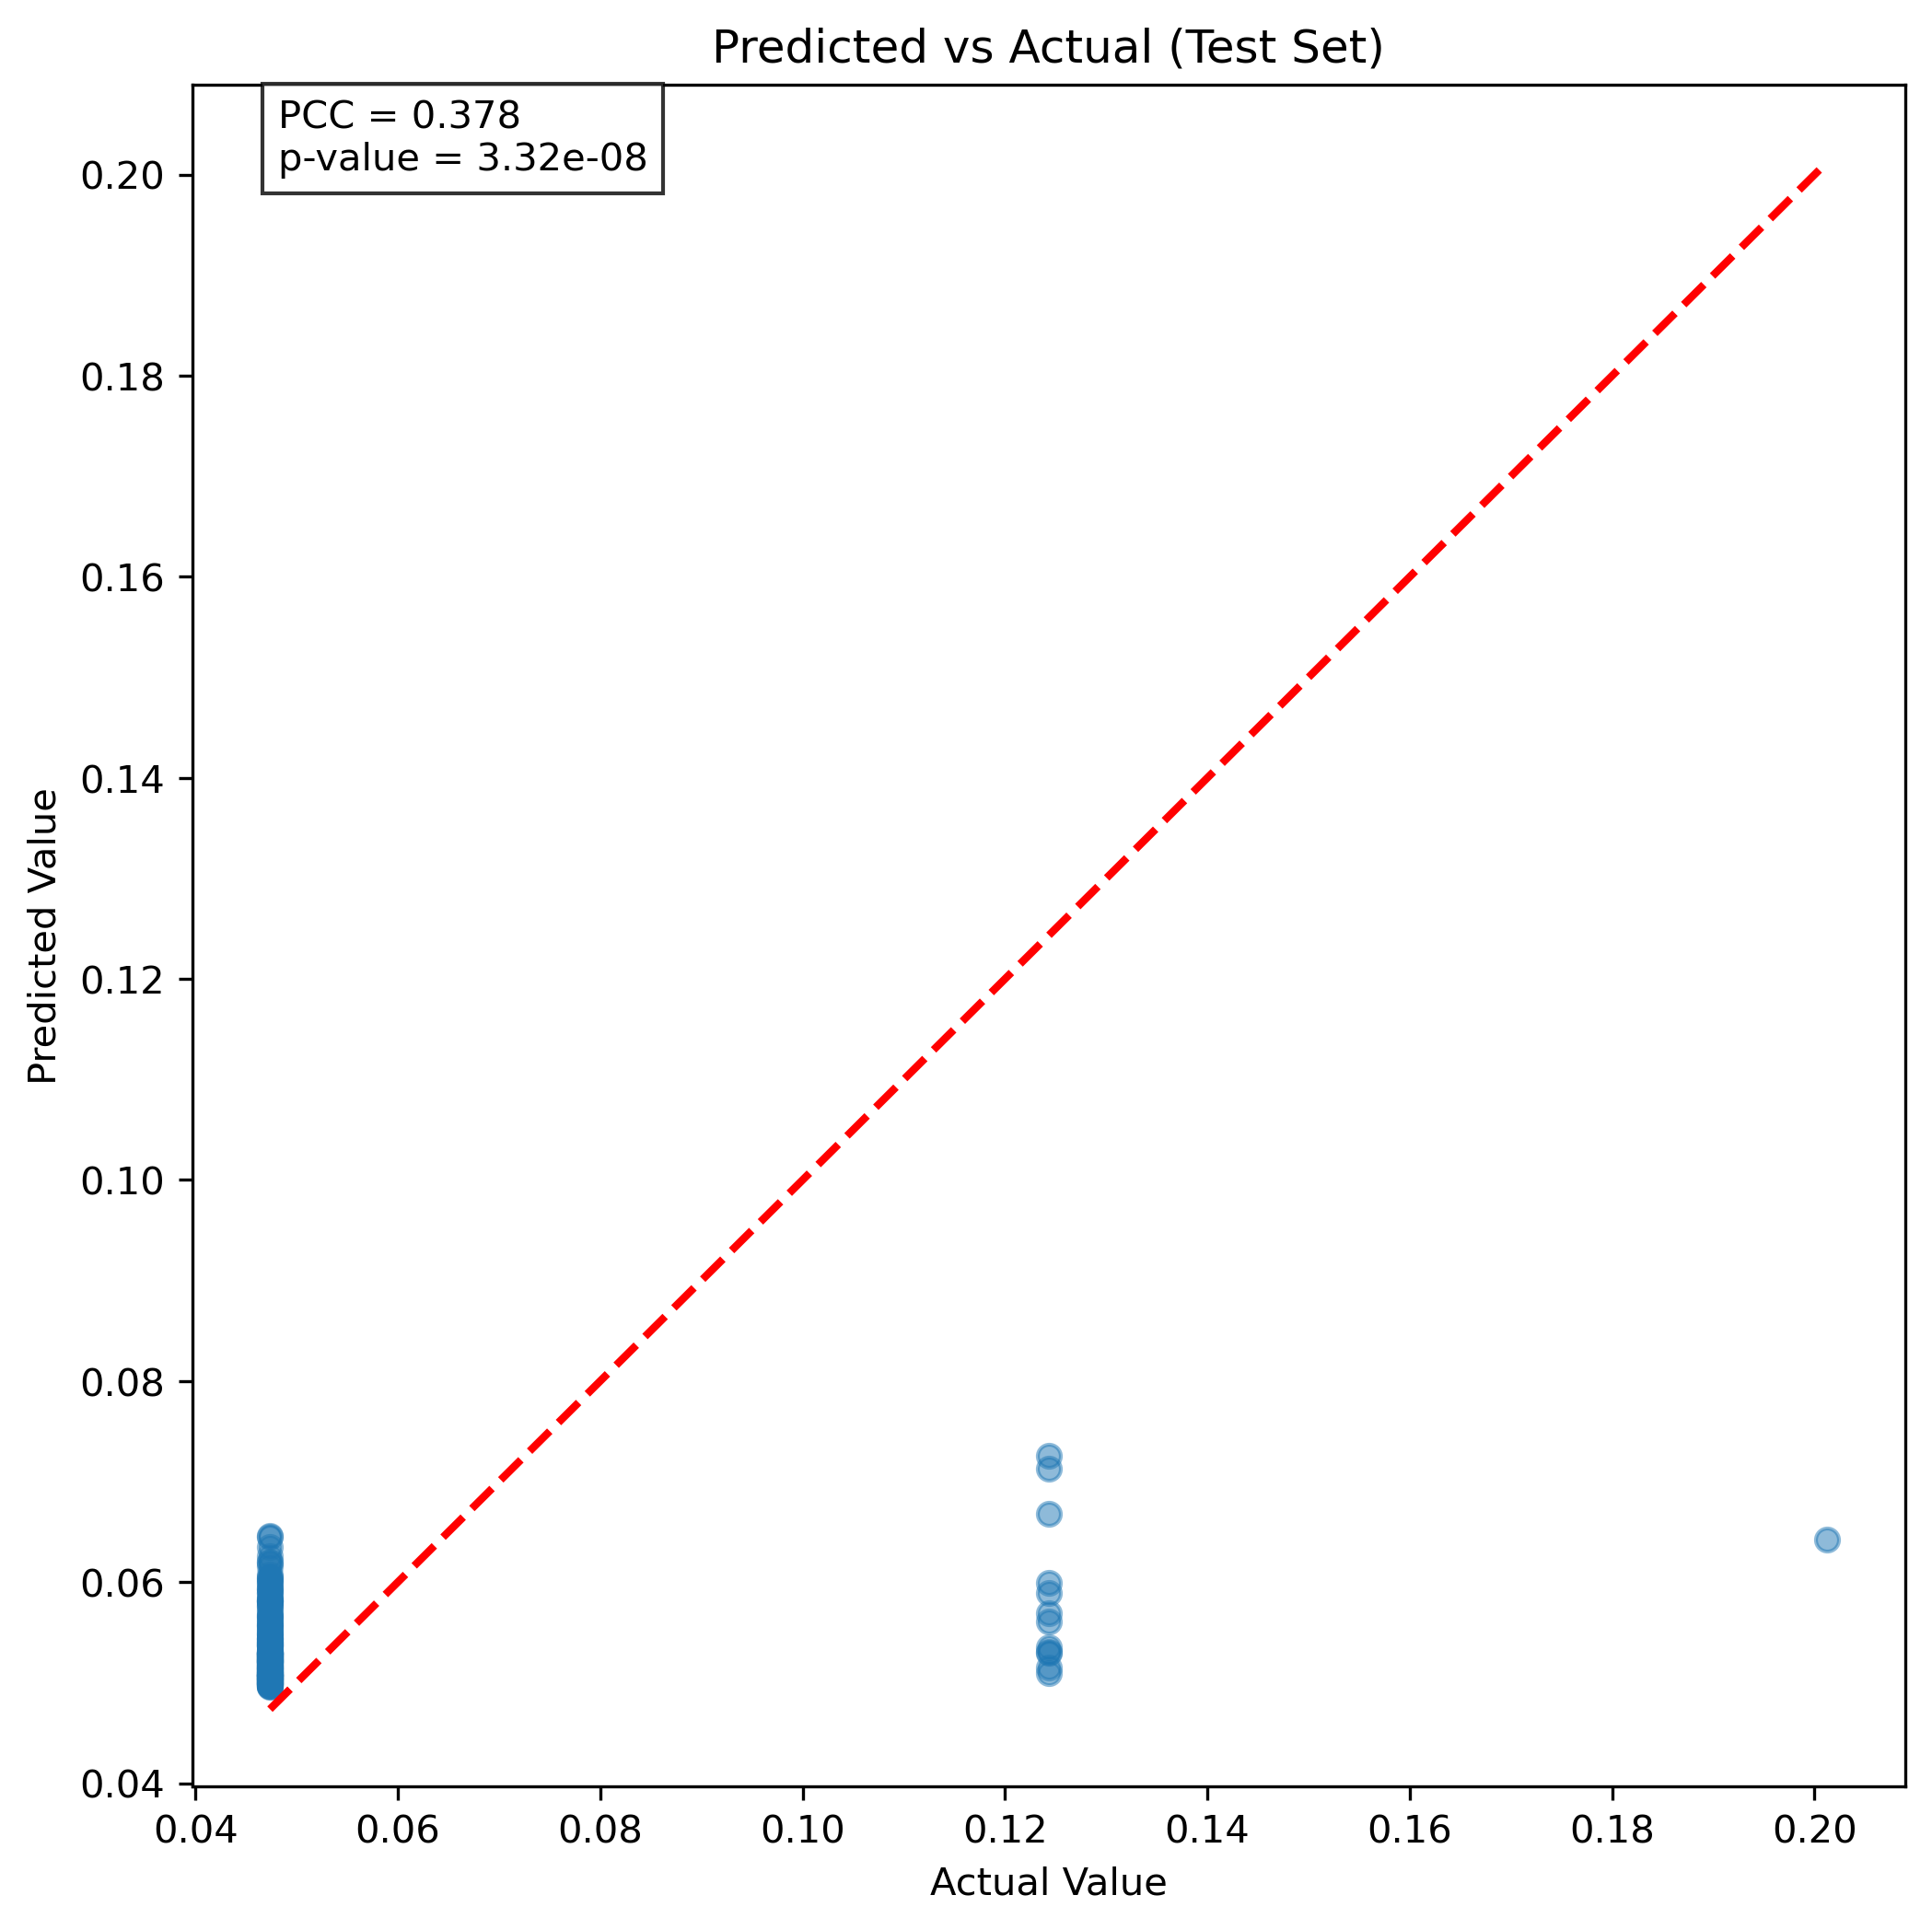 Predicted vs Actual (Test Set)
PCC = 0.378
p-value = 3.32e-08
0.20
0.18
0.16
0.14
0.12
0.10
0.08
0.06
0.04
Predicted Value
0.04 0.06 0.08 0.10 0.12 0.14 0.16 0.18 0.20
Actual Value